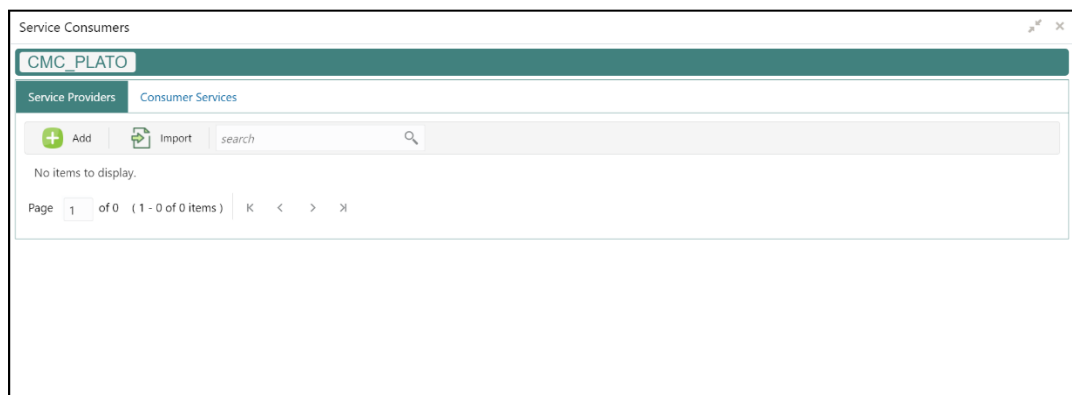 Service Consumers
CMC_PLATO
Service Providers Consumer Services
Add Import search
No items to display.
Page 1 of 0 ( 1 - 0 of 0 items )